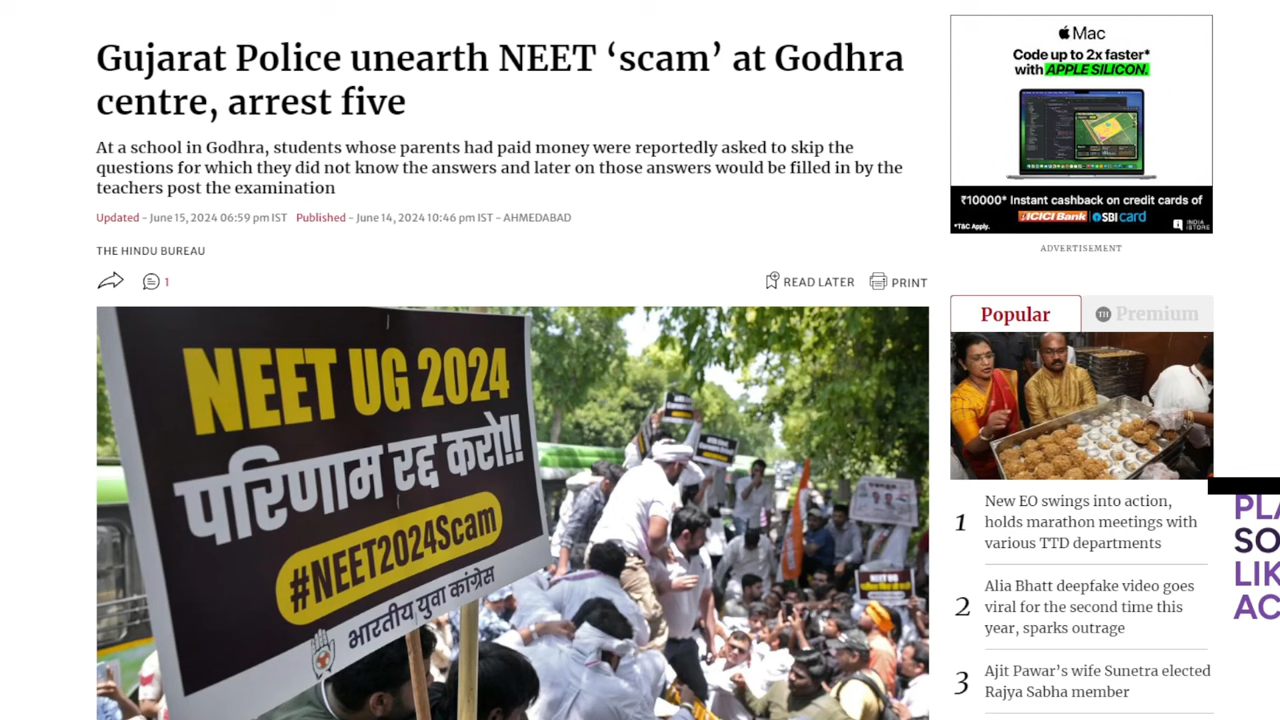 Gujarat Police unearth NEET ‘scam’ at Godhra
centre, arrest five
At a school in Godhra, students whose parents had paid money were reportedly asked to skip the
questions for which they did not know the answers and later on those answers would be filled in by the
teachers post the examination
Updated - June 15, 2024 06:59 pm IST Published - June 14, 2024 10:46 pm IST - AHMEDABAD
THE HINDU BUREAU
1
READ LATER PRINT
NEET UG 2024
परिणाम रद्द करो!!
#NEET2024Scam
भारतीय युवा कांग्रेस
Mac
Code up to 2x faster*
with APPLE SILICON.
₹10000* Instant cashback on credit cards of
ICICI Bank SBI card
*T&C Apply.
INDIA
ISTORE
ADVERTISEMENT
Popular
TH Premium
1 New EO swings into action,
holds marathon meetings with
various TTD departments
2 Alia Bhatt deepfake video goes
viral for the second time this
year, sparks outrage
3 Ajit Pawar’s wife Sunetra elected
Rajya Sabha member
PLA
SO
LIK
AC